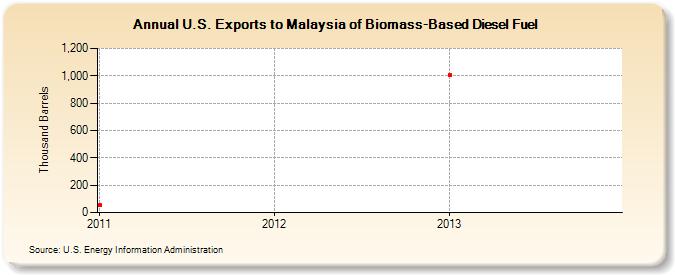 Annual U.S. Exports to Malaysia of Biomass-Based Diesel Fuel
Thousand Barrels
1,200
1,000
800
600
400
200
0
2011 2012 2013
Source: U.S. Energy Information Administration